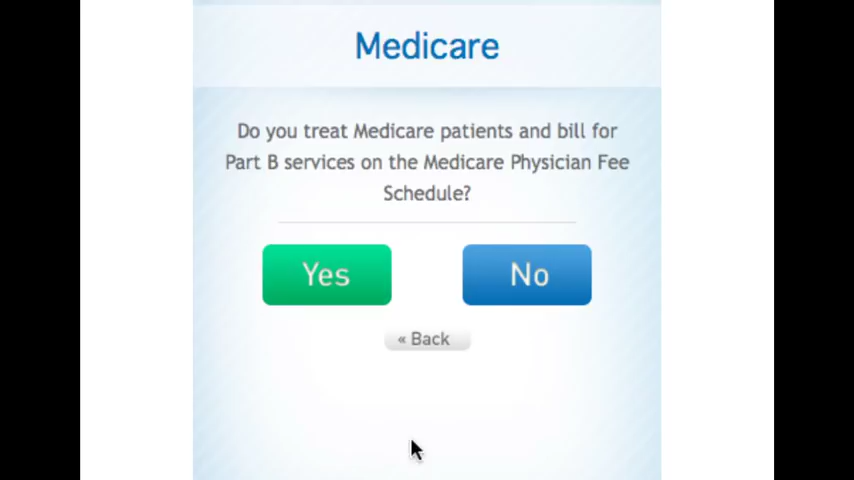 Medicare
Do you treat Medicare patients and bill for
Part B services on the Medicare Physician Fee
Schedule?
Yes
No
« Back